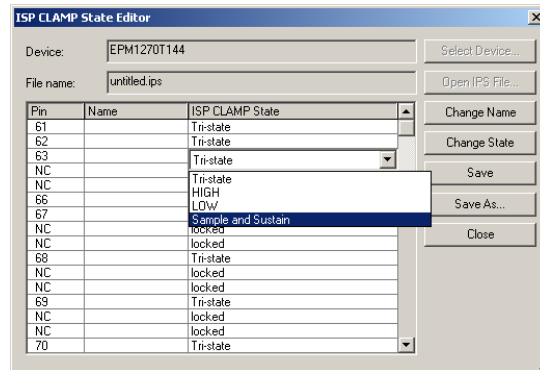 ISP CLAMP State Editor
Device: EPM1270T144 Select Device...
File name: untitled.ips Open IPS File...
Pin Name ISP CLAMP State Change Name
61 Tri-state
62 Tri-state Change State
63 Tri-state
NC Tri-state Save
NC HIGH
66 LOW Save As...
67 Sample and Sustain
NC locked Close
NC locked
68 Tri-state
NC locked
NC locked
69 Tri-state
NC locked
NC locked
70 Tri-state